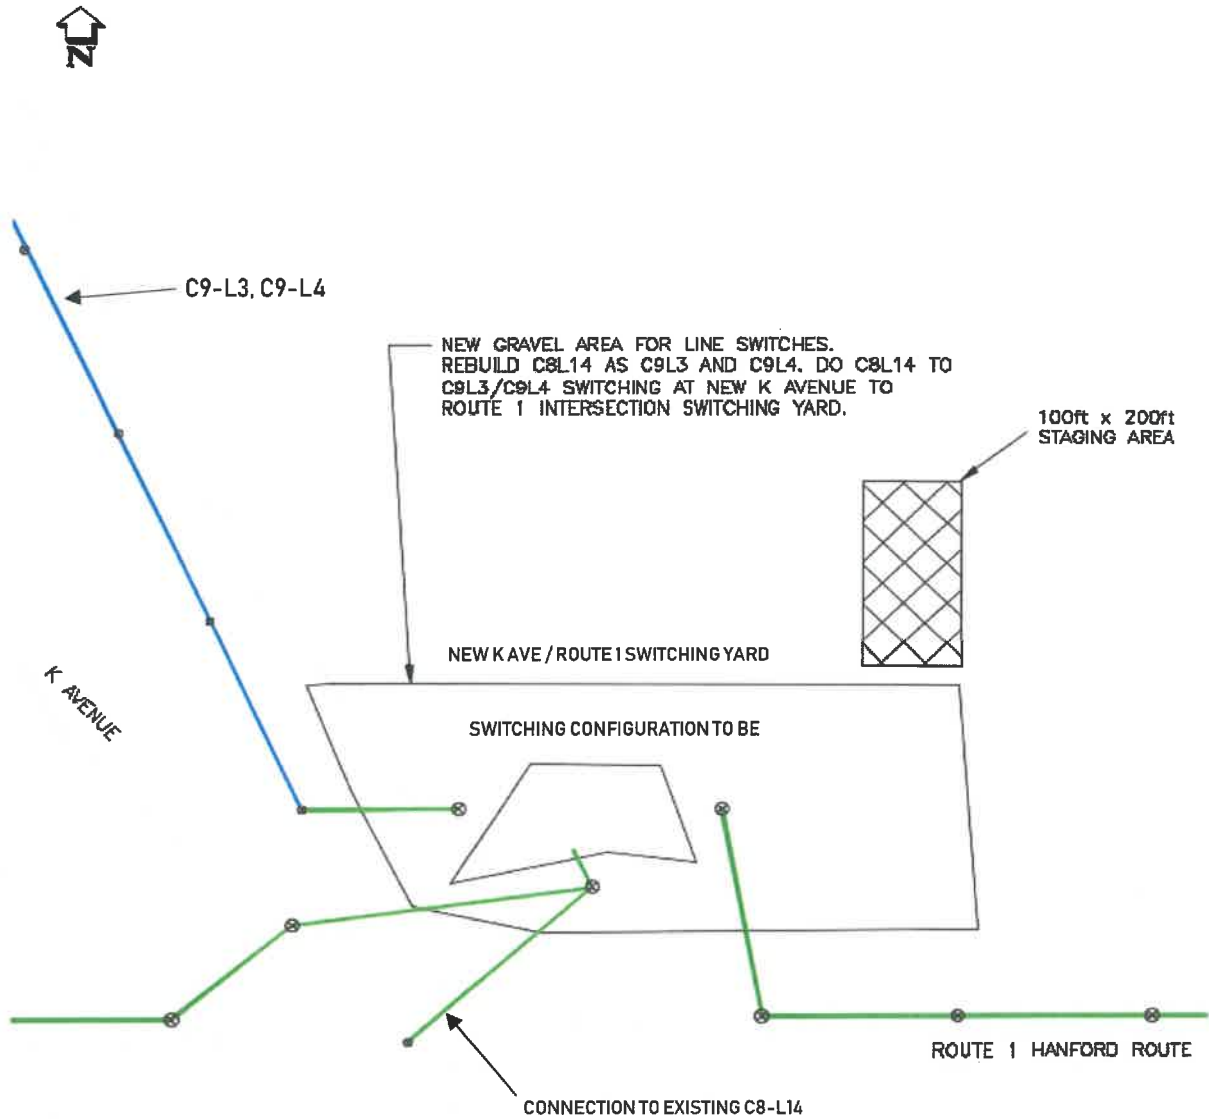 N
C9-L3, C9-L4
NEW GRAVEL AREA FOR LINE SWITCHES.
REBUILD C8L14 AS C9L3 AND C9L4. DO C8L14 TO
C9L3/C9L4 SWITCHING AT NEW K AVENUE TO
ROUTE 1 INTERSECTION SWITCHING YARD.
100ft x 200ft
STAGING AREA
NEW K AVE / ROUTE 1 SWITCHING YARD
K AVENUE
SWITCHING CONFIGURATION TO BE
ROUTE 1 HANFORD ROUTE
CONNECTION TO EXISTING C8-L14